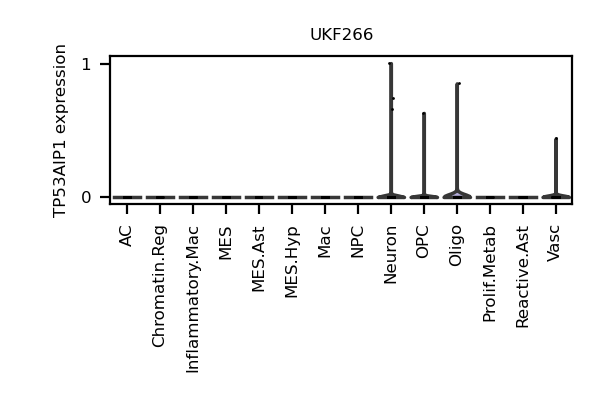 UKF266
TP53AIP1 expression
1
0
AC
Chromatin.Reg
Inflammatory.Mac
MES
MES.Ast
MES.Hyp
Mac
NPC
Neuron
OPC
Oligo
Prolif.Metab
Reactive.Ast
Vasc